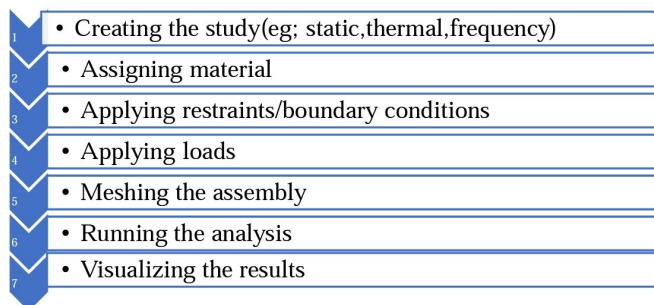 1 • Creating the study(eg; static,thermal,frequency)
2 • Assigning material
3 • Applying restraints/boundary conditions
4 • Applying loads
5 • Meshing the assembly
6 • Running the analysis
7 • Visualizing the results